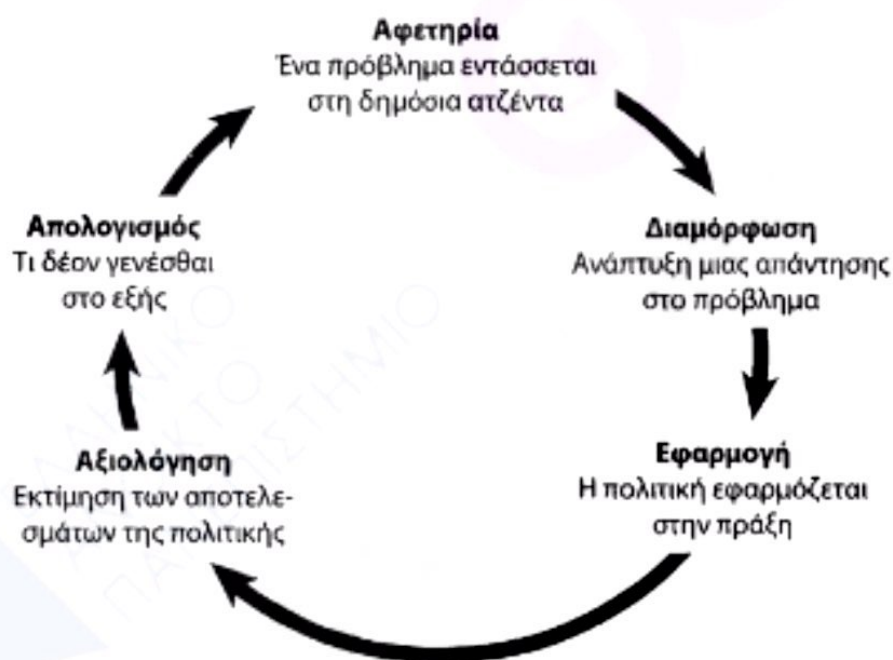 Αφετηρία
Ένα πρόβλημα εντάσσεται
στη δημόσια ατζέντα
Διαμόρφωση
Ανάπτυξη μιας απάντησης
στο πρόβλημα
Εφαρμογή
Η πολιτική εφαρμόζεται
στην πράξη
Αξιολόγηση
Εκτίμηση των αποτελε-
σμάτων της πολιτικής
Απολογισμός
Τι δέον γενέσθαι
στο εξής
ΠΑΝΕΠΙΣΤΗΜΙΟ